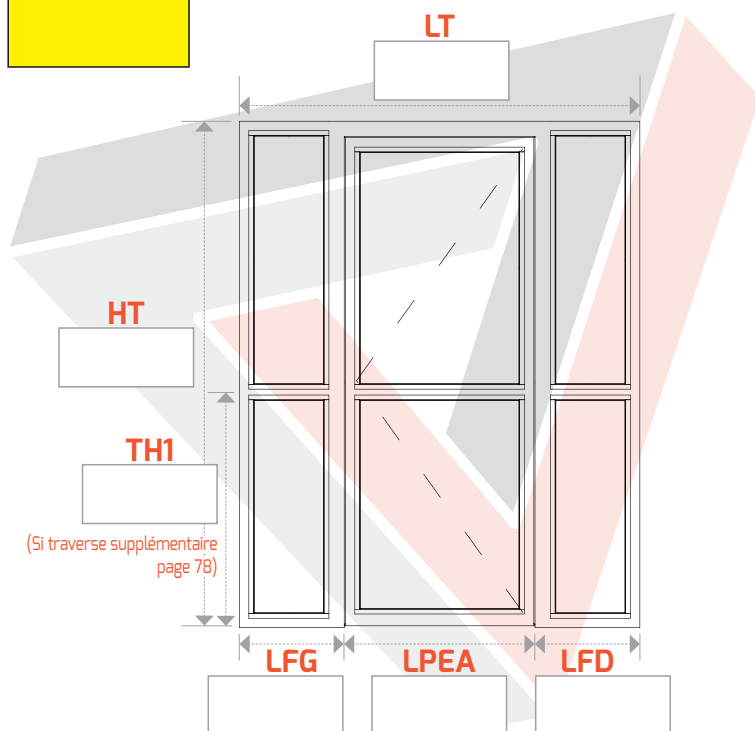 LT
HT
TH1
(Si traverse supplémentaire
page 78)
LFG
LPEA
LFD